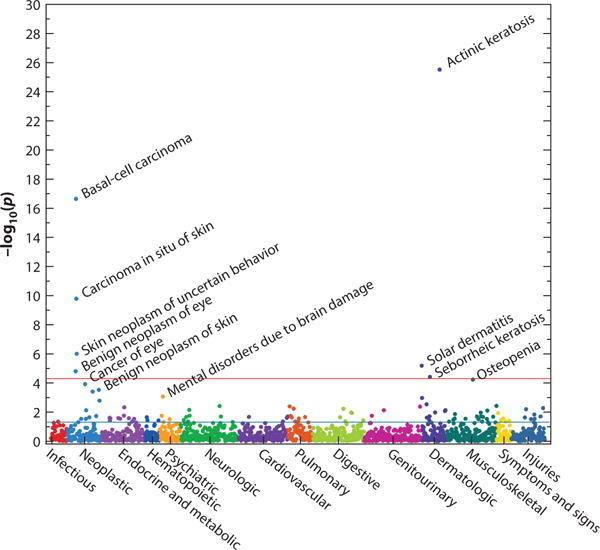 30
28
26
24
22
20
18
16
14
12
10
8
6
4
2
0
–log10(p)
Actinic keratosis
Basal-cell carcinoma
Carcinoma in situ of skin
Skin neoplasm of uncertain behavior
Benign neoplasm of eye
Cancer of eye
Benign neoplasm of skin
Mental disorders due to brain damage
Solar dermatitis
Seborrheic keratosis
Osteopenia
Infectious
Neoplastic
Endocrine and metabolic
Hematopoietic
Psychiatric
Neurologic
Cardiovascular
Pulmonary
Digestive
Genitournary
Dermatologic
Musculoskeletal
Symptoms and signs
Injuries